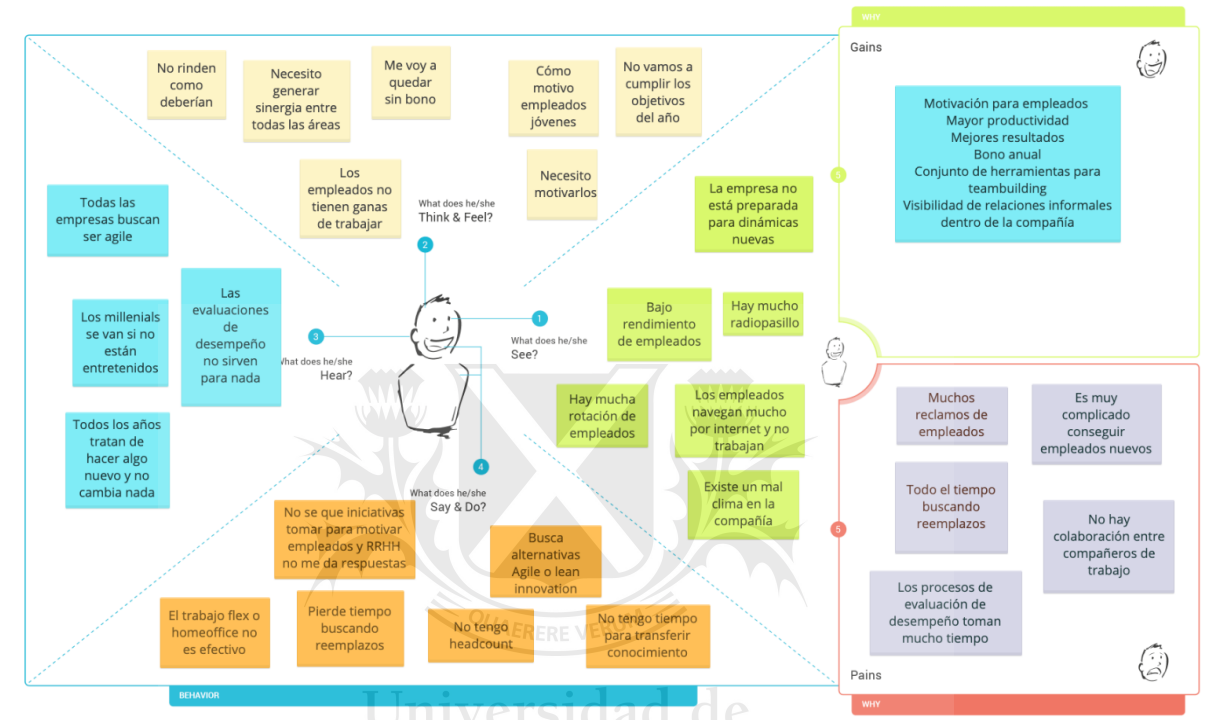 WHY
Gains
No rinden
como
deberían
Necesito
generar
sinergia entre
todas las áreas
Me voy a
quedar
sin bono
Cómo
motivo
empleados
jóvenes
No vamos a
cumplir los
objetivos
del año
Los
empleados no
tienen ganas
de trabajar
Necesito
motivarlos
What does he/she
Think & Feel?
2
La empresa no
está preparada
para dinámicas
nuevas
Motivación para empleados
Mayor productividad
Mejores resultados
Bono anual
Conjunto de herramientas para
teambuilding
Visibilidad de relaciones informales
dentro de la compañía
5
Todas las
empresas buscan
ser agile
Los millenials
se van si no
están
entretenidos
Las
evaluaciones
de
desempeño
no sirven
para nada
Todos los años
tratan de
hacer algo
nuevo y no
cambia nada
3
What does he/she
Hear?
1
What does he/she
See?
Bajo
rendimiento
de empleados
Hay mucho
radiopasillo
Hay mucha
rotación de
empleados
Los empleados
navegan mucho
por internet y no
trabajan
Existe un mal
clima en la
compañía
4
What does he/she
Say & Do?
No se que iniciativas
tomar para motivar
empleados y RRHH
no me da respuestas
Busca
alternativas
Agile o lean
innovation
El trabajo flex o
homeoffice no
es efectivo
Pierde tiempo
buscando
reemplazos
No tengo
headcount
No tengo tiempo
para transferir
conocimiento
Muchos
reclamos de
empleados
Es muy
complicado
conseguir
empleados nuevos
Todo el tiempo
buscando
reemplazos
No hay
colaboración entre
compañeros de
trabajo
5
Los procesos de
evaluación de
desempeño toman
mucho tiempo
Pains
BEHAVIOR
WHY
QUAERERE VERUM
Universidad de